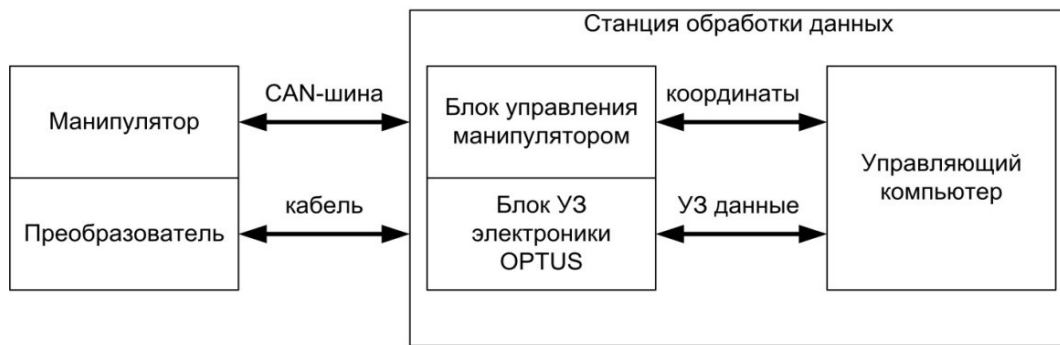 Станция обработки данных
Манипулятор
CAN-шина
Блок управления
манипулятором
координаты
Управляющий
компьютер
Преобразователь
кабель
Блок УЗ
электроники
OPTUS
УЗ данные